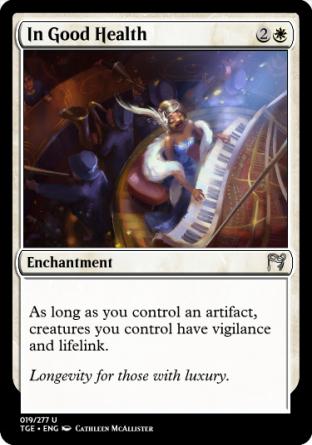 In Good Health 2
Enchantment
As long as you control an artifact,
creatures you control have vigilance
and lifelink.
Longevity for those with luxury.
019/277 U
TGE • ENG CATHLEEN MCALLISTER